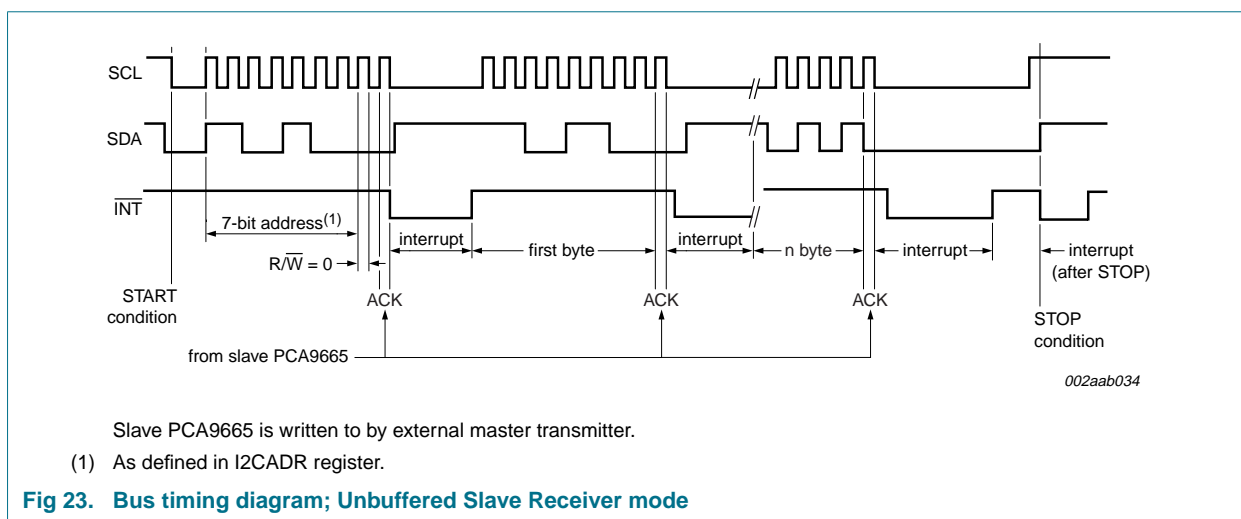 SCL
SDA
INT
7-bit address(1)
interrupt
first byte
interrupt
n byte
interrupt
interrupt
(after STOP)
R/W = 0
START
condition
ACK
ACK
ACK
STOP
condition
from slave PCA9665
002aab034
Slave PCA9665 is written to by external master transmitter.
(1) As defined in I2CADR register.
Fig 23. Bus timing diagram; Unbuffered Slave Receiver mode